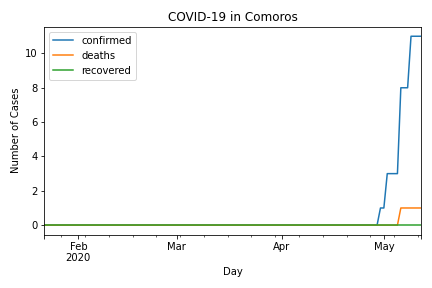 COVID-19 in Comoros
confirmed
deaths
recovered
Number of Cases
10
8
6
4
2
0
Feb
2020
Mar
Apr
May
Day